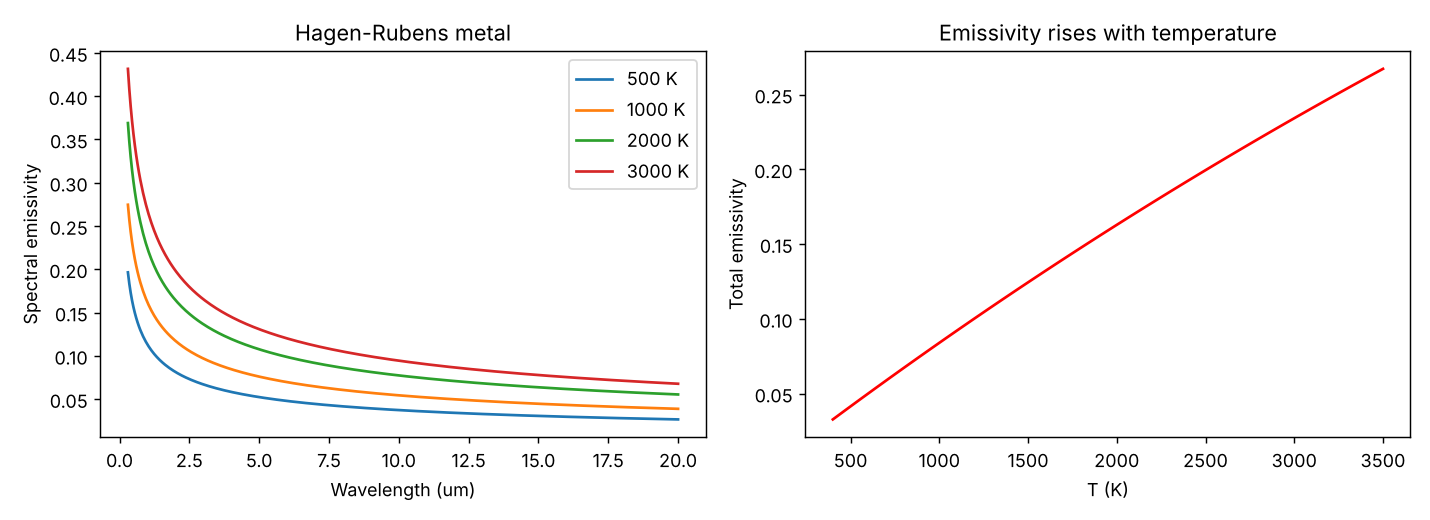 Hagen-Rubens metal
Spectral emissivity
0.45
0.40
0.35
0.30
0.25
0.20
0.15
0.10
0.05
500 K
1000 K
2000 K
3000 K
0.0 2.5 5.0 7.5 10.0 12.5 15.0 17.5 20.0
Wavelength (um)
Emissivity rises with temperature
Total emissivity
0.25
0.20
0.15
0.10
0.05
500 1000 1500 2000 2500 3000 3500
T (K)